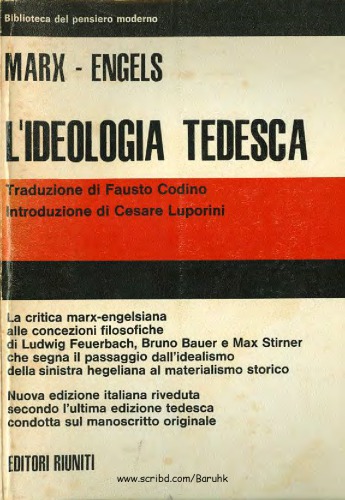 Biblioteca del pensiero moderno
MARX - ENGELS
L'IDEOLOGIA TEDESCA
Traduzione di Fausto Codino
Introduzione di Cesare Luporini
La critica marx-engelsiana
alle concezioni filosofiche
di Ludwig Feuerbach, Bruno Bauer e Max Stirner
che segna il passaggio dall'idealismo
della sinistra hegeliana al materialismo storico
Nuova edizione italiana riveduta
secondo l'ultima edizione tedesca
condotta sul manoscritto originale
EDITORI RIUNITI
www.scribd.com/Baruhk